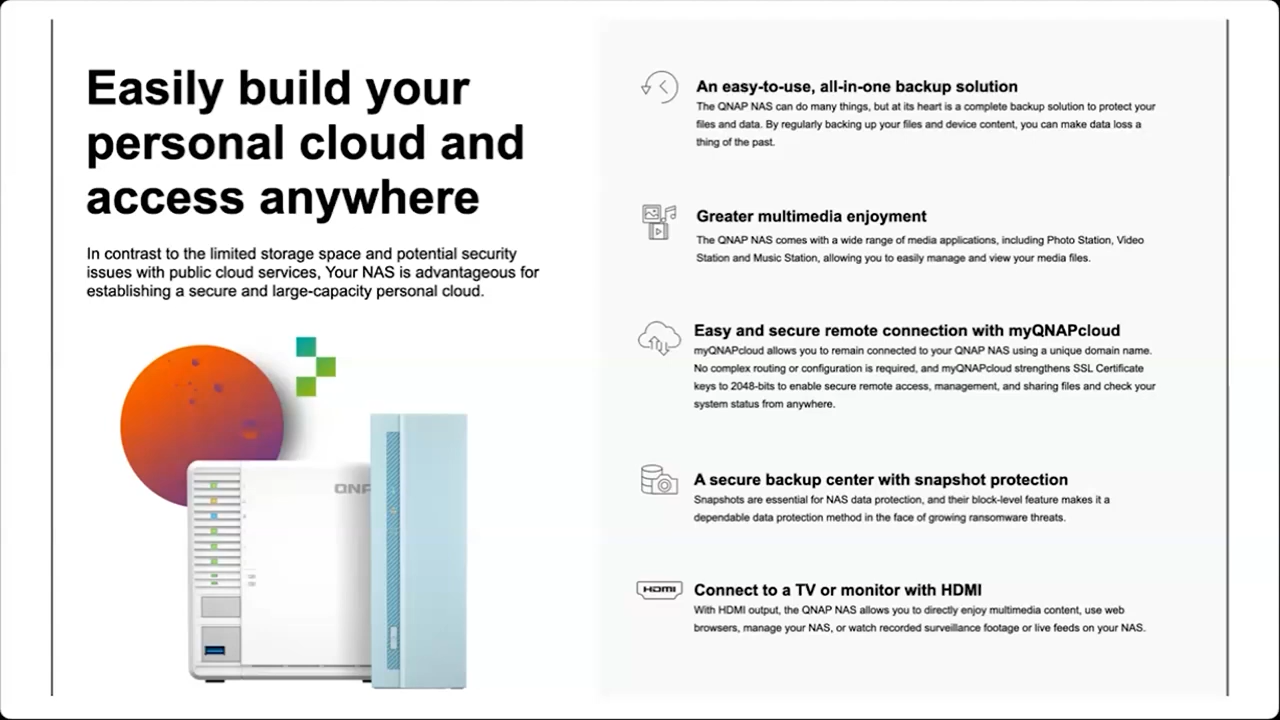 Easily build your
personal cloud and
access anywhere
In contrast to the limited storage space and potential security
issues with public cloud services, Your NAS is advantageous for
establishing a secure and large-capacity personal cloud.
QNAP
An easy-to-use, all-in-one backup solution
The QNAP NAS can do many things, but at its heart is a complete backup solution to protect your
files and data. By regularly backing up your files and device content, you can make data loss a
thing of the past.
Greater multimedia enjoyment
The QNAP NAS comes with a wide range of media applications, including Photo Station, Video
Station and Music Station, allowing you to easily manage and view your media files.
Easy and secure remote connection with myQNAPcloud
myQNAPcloud allows you to remain connected to your QNAP NAS using a unique domain name.
No complex routing or configuration is required, and myQNAPcloud strengthens SSL Certificate
keys to 2048-bits to enable secure remote access, management, and sharing files and check your
system status from anywhere.
A secure backup center with snapshot protection
Snapshots are essential for NAS data protection, and their block-level feature makes it a
dependable data protection method in the face of growing ransomware threats.
HDMI
Connect to a TV or monitor with HDMI
With HDMI output, the QNAP NAS allows you to directly enjoy multimedia content, use web
browsers, manage your NAS, or watch recorded surveillance footage or live feeds on your NAS.